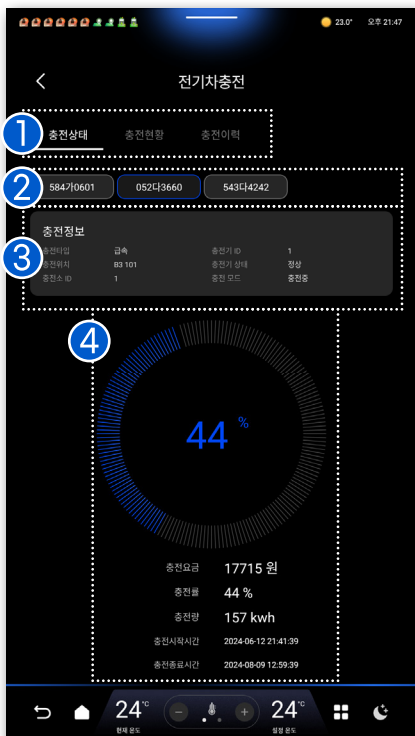 23.0° 오후 21:47
전기차충전
1 충전상태 충전현황 충전이력
2 584가0601 052다3660 543다4242
충전정보
충전타입 급속 충전기 ID 1
3 충전위치 B3 101 충전기 상태 정상
충전소 ID 1 충전 모드 충전중
4
44 %
충전요금 17715 원
충전률 44 %
충전량 157 kwh
충전시작시간 2024-06-12 21:41:39
충전종료시간 2024-08-09 12:59:39
24°C − + 24°C
현재 온도 설정 온도